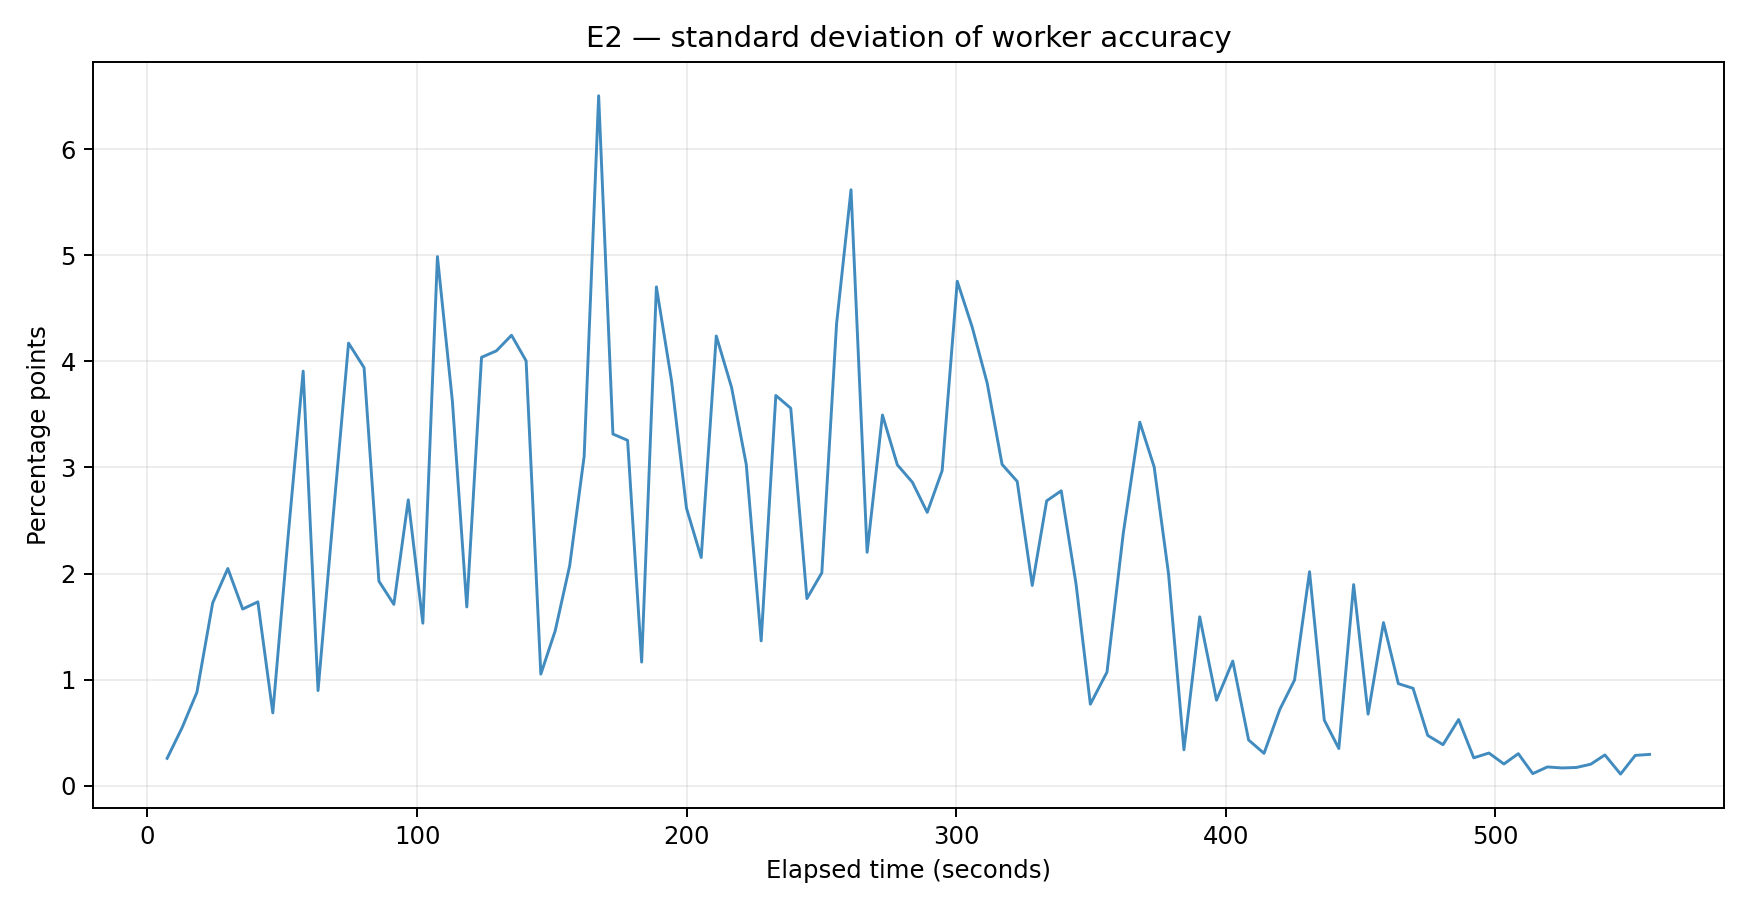 E2 — standard deviation of worker accuracy
Percentage points
6
5
4
3
2
1
0
0 100 200 300 400 500
Elapsed time (seconds)